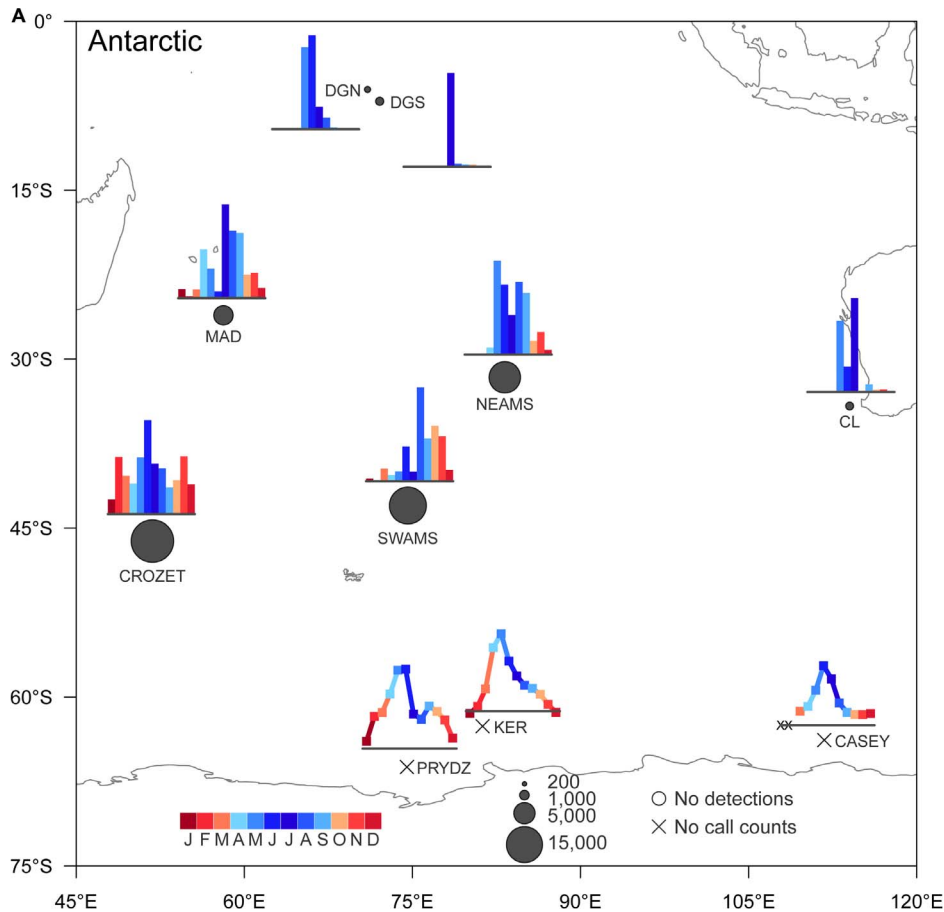 A
0°
Antarctic
DGN
DGS
15°S
MAD
30°S
NEAMS
CL
45°S
SWAMS
CROZET
60°S
KER
CASEY
PRYDZ
200
1,000
5,000
15,000
No detections
No call counts
J F M A M J J A S O N D
75°S
45°E 60°E 75°E 90°E 105°E 120°E